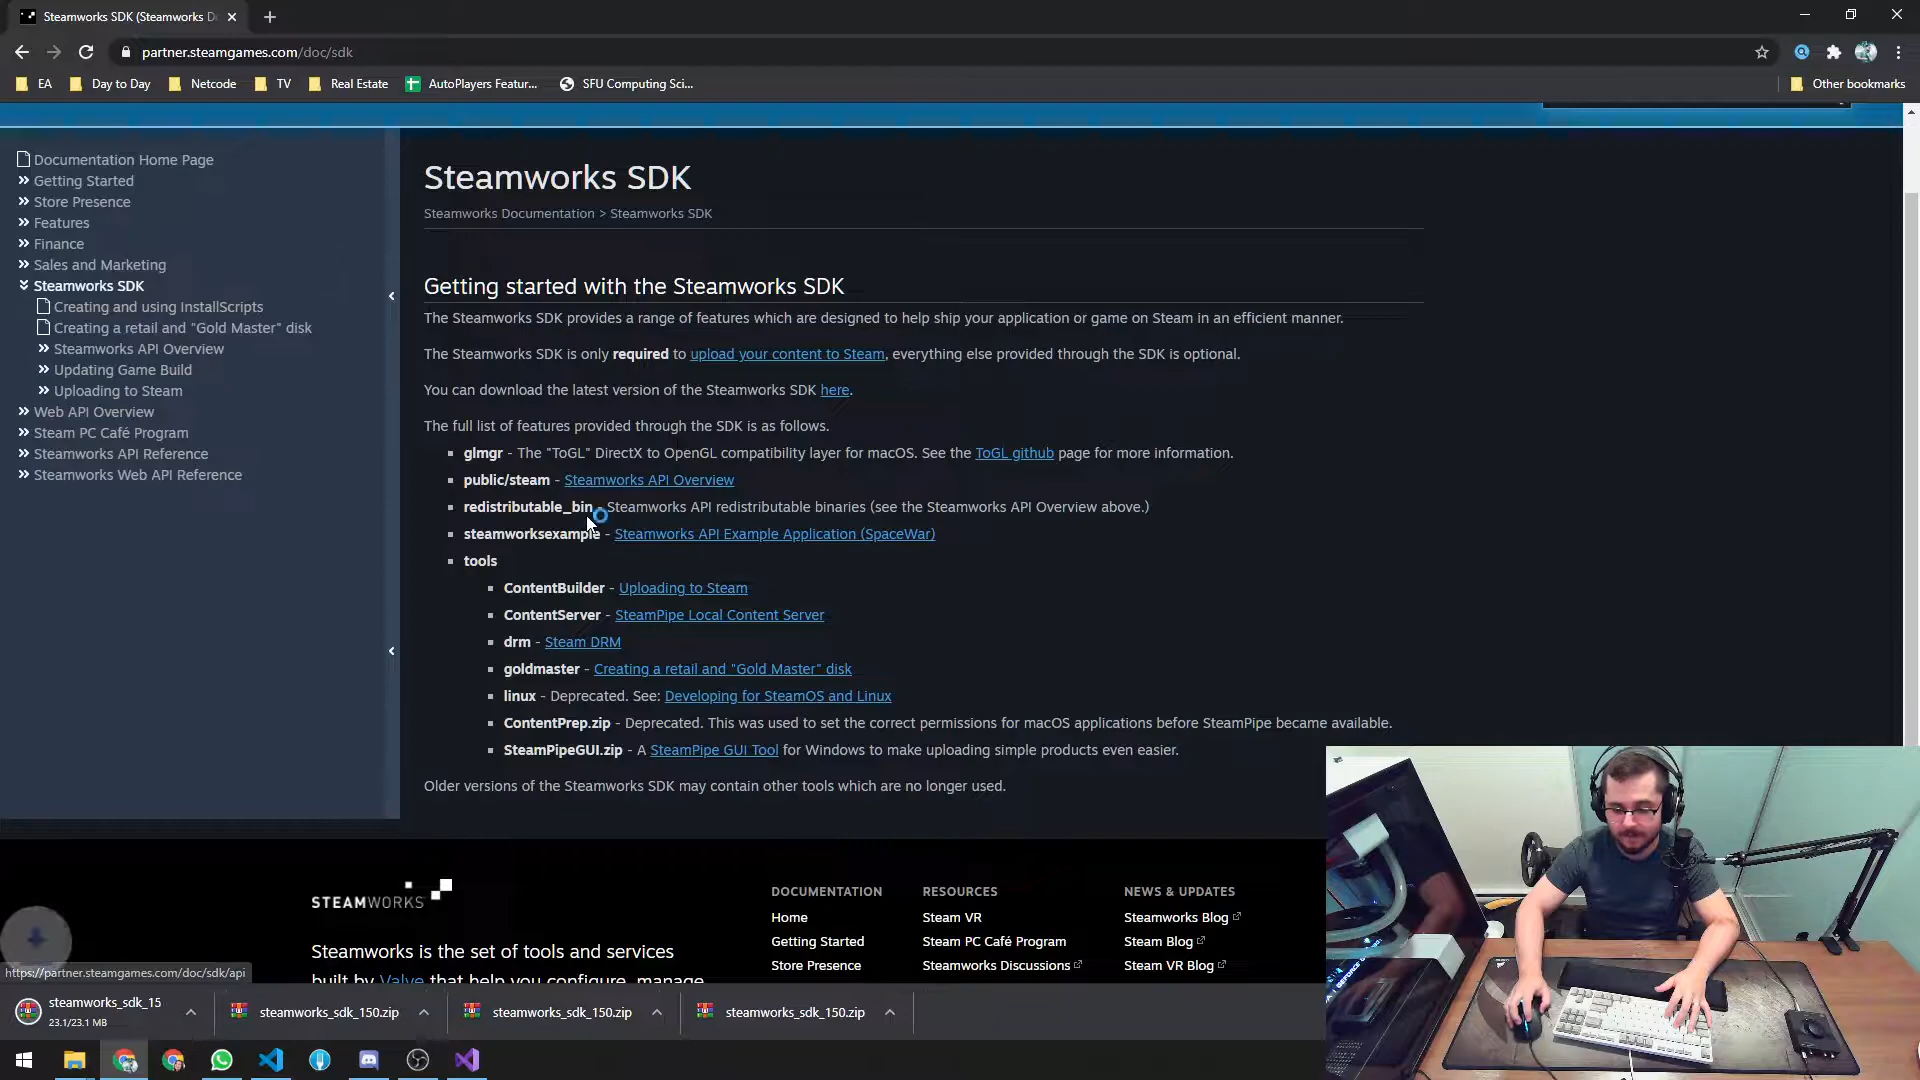 Steamworks SDK (Steamworks D
partner.steamgames.com/doc/sdk
EA
Day to Day
Netcode
TV
Real Estate
AutoPlayers Featur...
SFU Computing Sci...
Other bookmarks
Documentation Home Page
Getting Started
Store Presence
Features
Finance
Sales and Marketing
Steamworks SDK
Creating and using InstallScripts
Creating a retail and "Gold Master" disk
Steamworks API Overview
Updating Game Build
Uploading to Steam
Web API Overview
Steam PC Café Program
Steamworks API Reference
Steamworks Web API Reference
Steamworks SDK
Steamworks Documentation > Steamworks SDK
Getting started with the Steamworks SDK
The Steamworks SDK provides a range of features which are designed to help ship your application or game on Steam in an efficient manner.
The Steamworks SDK is only required to upload your content to Steam, everything else provided through the SDK is optional.
You can download the latest version of the Steamworks SDK here.
The full list of features provided through the SDK is as follows.
glmgr - The "ToGL" DirectX to OpenGL compatibility layer for macOS. See the ToGL github page for more information.
public/steam - Steamworks API Overview
redistributable_bin - Steamworks API redistributable binaries (see the Steamworks API Overview above.)
steamworksexample - Steamworks API Example Application (SpaceWar)
tools
ContentBuilder - Uploading to Steam
ContentServer - SteamPipe Local Content Server
drm - Steam DRM
goldmaster - Creating a retail and "Gold Master" disk
linux - Deprecated. See: Developing for SteamOS and Linux
ContentPrep.zip - Deprecated. This was used to set the correct permissions for macOS applications before SteamPipe became available.
SteamPipeGUI.zip - A SteamPipe GUI Tool for Windows to make uploading simple products even easier.
Older versions of the Steamworks SDK may contain other tools which are no longer used.
STEAMWORKS
Steamworks is the set of tools and services
built by Valve that help you configure, manage
DOCUMENTATION
Home
Getting Started
Store Presence
RESOURCES
Steam VR
Steam PC Café Program
Steamworks Discussions
NEWS & UPDATES
Steamworks Blog
Steam Blog
Steam VR Blog
https://partner.steamgames.com/doc/sdk/api
steamworks_sdk_15
23.1/23.1 MB
steamworks_sdk_150.zip
steamworks_sdk_150.zip
steamworks_sdk_150.zip